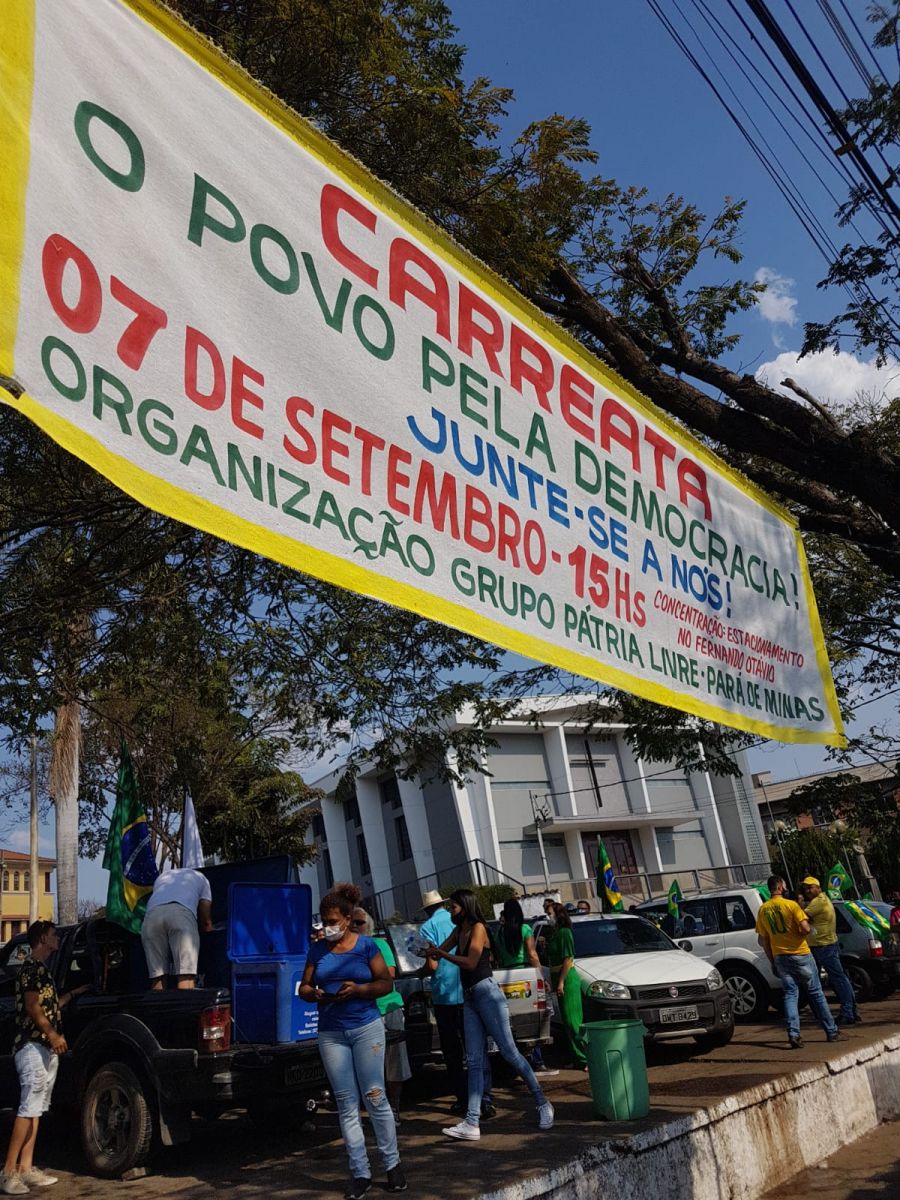 CARREATA
O POVO PELA DEMOCRACIA!
JUNTE-SE A NÓS!
07 DE SETEMBRO-15Hs
CONCENTRAÇÃO: ESTACIONAMENTO
NO FERNANDO OTÁVIO
ORGANIZAÇÃO GRUPO PÁTRIA LIVRE·PARÁ DE MINAS
10